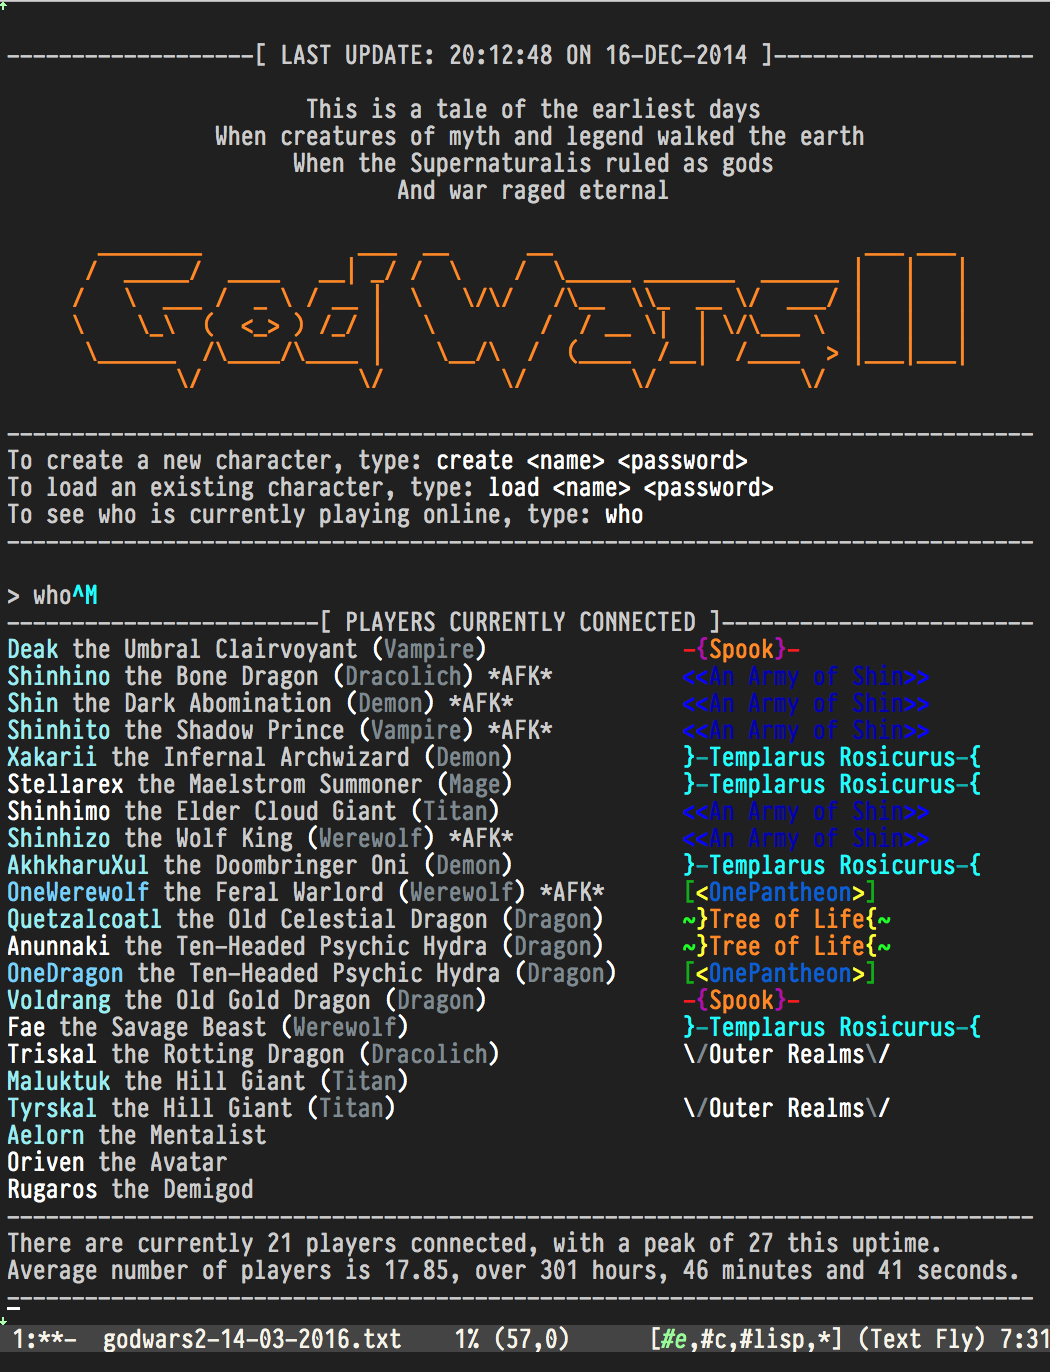 --------------------[ LAST UPDATE: 20:12:48 ON 16-DEC-2014 ]--------------------
This is a tale of the earliest days
When creatures of myth and legend walked the earth
When the Supernaturalis ruled as gods
And war raged eternal
God Wars II
To create a new character, type: create <name> <password>
To load an existing character, type: load <name> <password>
To see who is currently playing online, type: who
> who^M
------------------------[ PLAYERS CURRENTLY CONNECTED ]------------------------
Deak the Umbral Clairvoyant (Vampire) -{Spook}-
Shinhino the Bone Dragon (Dracolich) *AFK* <<An Army of Shin>>
Shin the Dark Abomination (Demon) *AFK* <<An Army of Shin>>
Shinhito the Shadow Prince (Vampire) *AFK* <<An Army of Shin>>
Xakarii the Infernal Archwizard (Demon) }-Templarus Rosicurus-{
Stellarex the Maelstrom Summoner (Mage) }-Templarus Rosicurus-{
Shinhimo the Elder Cloud Giant (Titan) <<An Army of Shin>>
Shinhizo the Wolf King (Werewolf) *AFK* <<An Army of Shin>>
AkhkharuXul the Doombringer Oni (Demon) }-Templarus Rosicurus-{
OneWerewolf the Feral Warlord (Werewolf) *AFK* [<OnePantheon>]
Quetzalcoatl the Old Celestial Dragon (Dragon) ~}Tree of Life{~
Anunnaki the Ten-Headed Psychic Hydra (Dragon) ~}Tree of Life{~
OneDragon the Ten-Headed Psychic Hydra (Dragon) [<OnePantheon>]
Voldrang the Old Gold Dragon (Dragon) -{Spook}-
Fae the Savage Beast (Werewolf) }-Templarus Rosicurus-{
Triskal the Rotting Dragon (Dracolich) \/Outer Realms\/
Maluktuk the Hill Giant (Titan)
Tyrskal the Hill Giant (Titan) \/Outer Realms\/
Aelorn the Mentalist
Oriven the Avatar
Rugaros the Demigod
There are currently 21 players connected, with a peak of 27 this uptime.
Average number of players is 17.85, over 301 hours, 46 minutes and 41 seconds.
1:**- godwars2-14-03-2016.txt 1% (57,0) [#e,#c,#lisp,*] (Text Fly) 7:31